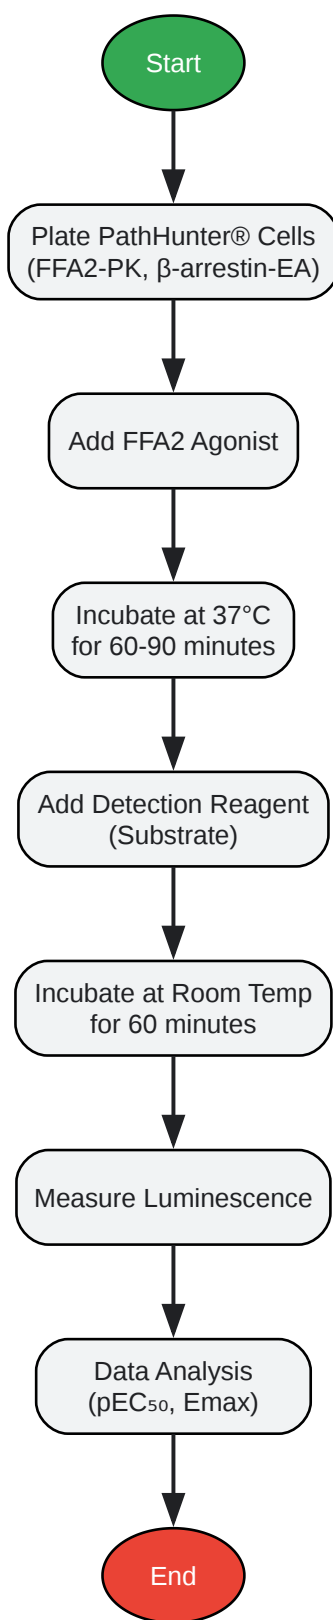 Start
Plate PathHunter® Cells
(FFA2-PK, β-arrestin-EA)
Add FFA2 Agonist
Incubate at 37°C
for 60-90 minutes
Add Detection Reagent
(Substrate)
Incubate at Room Temp
for 60 minutes
Measure Luminescence
Data Analysis
(pEC₅₀, Emax)
End